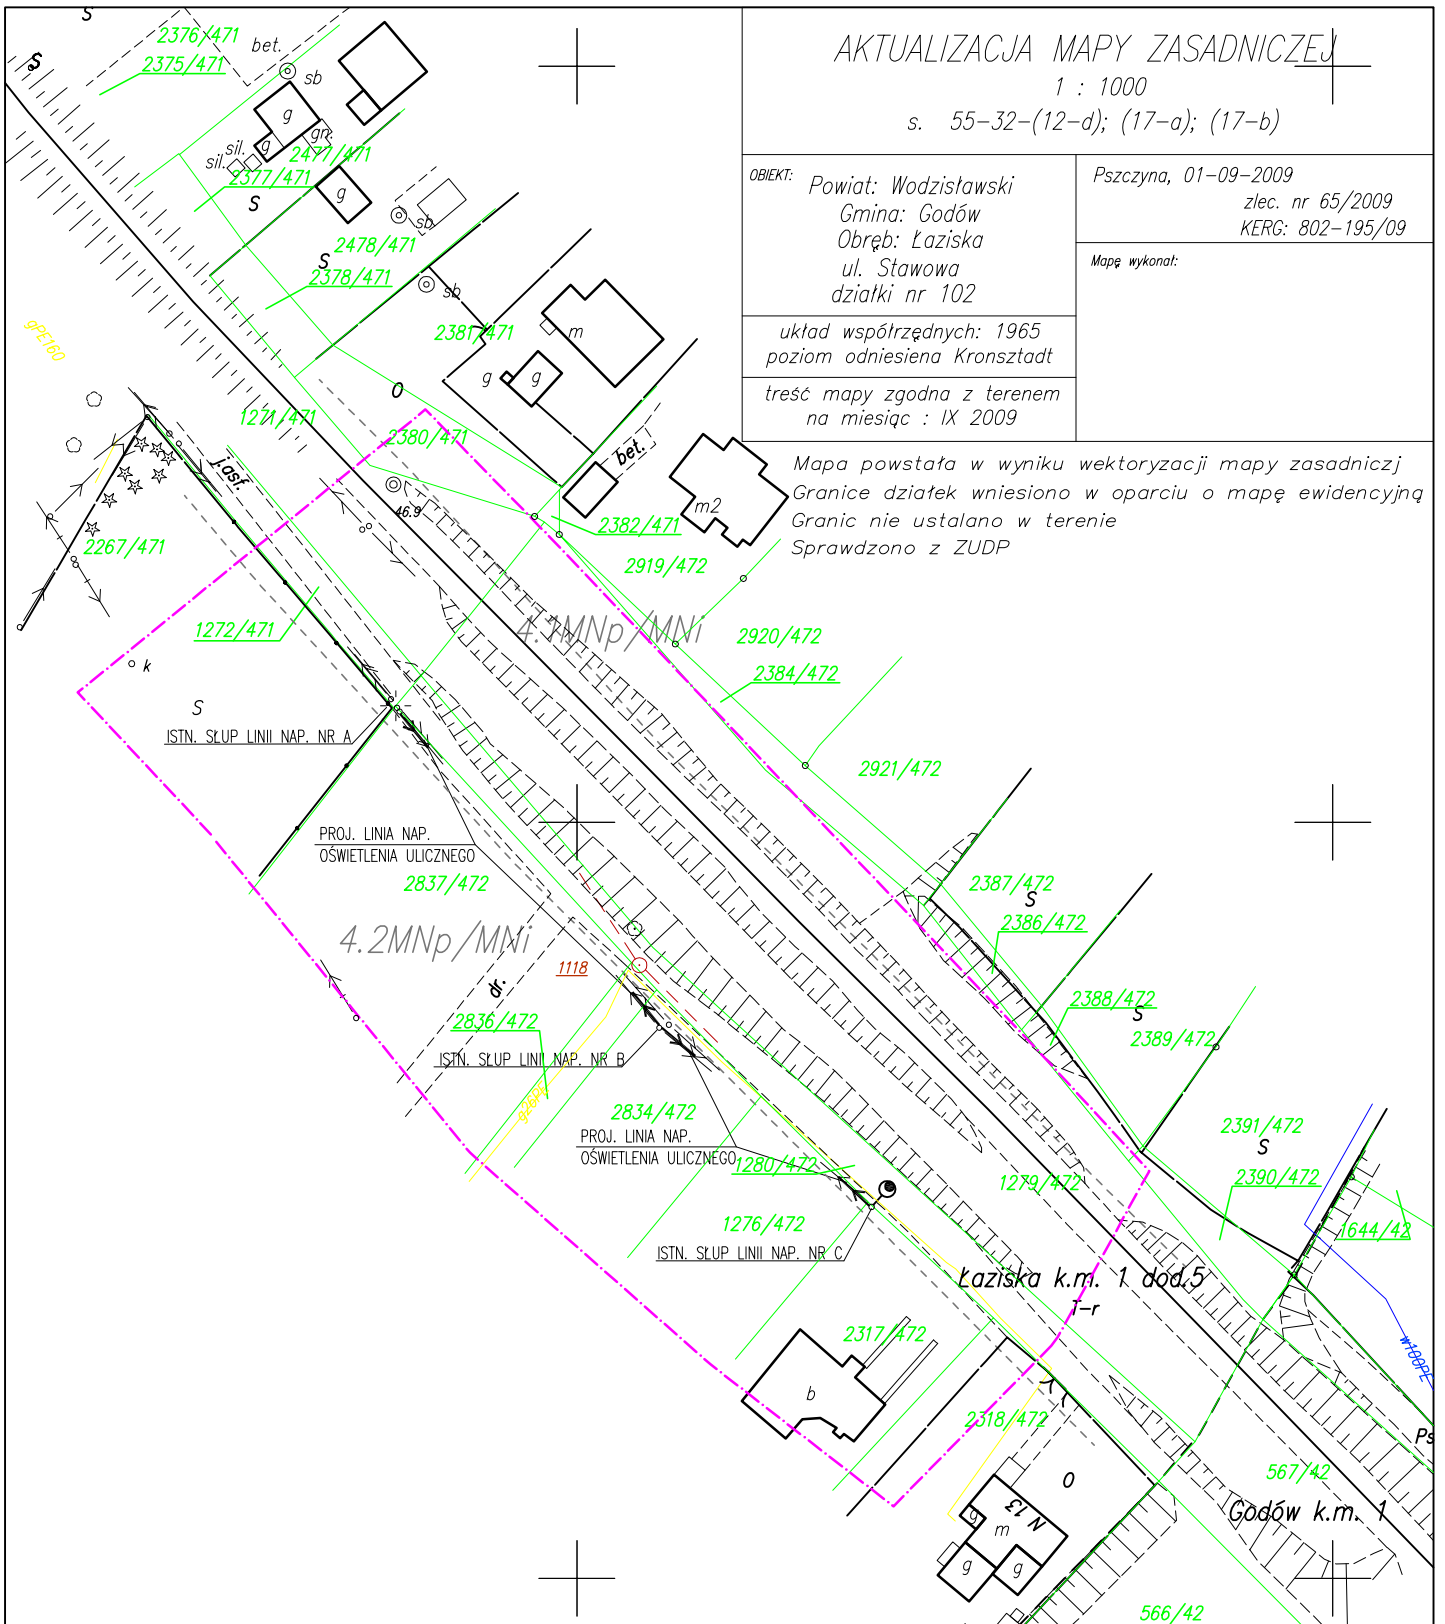 AKTUALIZACJA MAPY ZASADNICZEJ
1 : 1000
s. 55-32-(12-d); (17-a); (17-b)
OBIEKT:
Powiat: Wodzisławski
Gmina: Godów
Obręb: Łaziska
ul. Stawowa
działki nr 102
Pszczyna, 01-09-2009
zlec. nr 65/2009
KERG: 802-195/09
Mapę wykonał:
układ współrzędnych: 1965
poziom odniesiena Kronsztadt
treść mapy zgodna z terenem
na miesiąc : IX 2009
Mapa powstała w wyniku wektoryzacji mapy zasadniczj
Granice działek wniesiono w oparciu o mapę ewidencyjną
Granic nie ustalano w terenie
Sprawdzono z ZUDP
S
2376/471
bet.
S
2375/471
sb
g
gn.
sil.
g
sil.
2477/471
2377/471
g
S
sb
2478/471
S
2378/471
sb
gPE160
2381/471
m
g
g
O
1271/471
2380/471
bet.
j.asf.
46.9
m2
2382/471
2267/471
2919/472
1272/471
4.1MNp/MNi
2920/472
k
2384/472
S
ISTN. SŁUP LINII NAP. NR A
2921/472
PROJ. LINIA NAP.
OŚWIETLENIA ULICZNEGO
2837/472
2387/472
S
2386/472
4.2MNp/MNi
1118
dr.
2388/472
S
2836/472
2389/472
ISTN. SŁUP LINII NAP. NR B
g26PE
2834/472
2391/472
PROJ. LINIA NAP.
OŚWIETLENIA ULICZNEGO
S
1280/472
1279/472
2390/472
1276/472
1644/42
ISTN. SŁUP LINII NAP. NR C
Łaziska k.m. 1 dod.5
T-r
2317/472
w100PE
b
2318/472
Ps
O
567/42
N 13
g
m
Godów k.m. 1
g
g
566/42